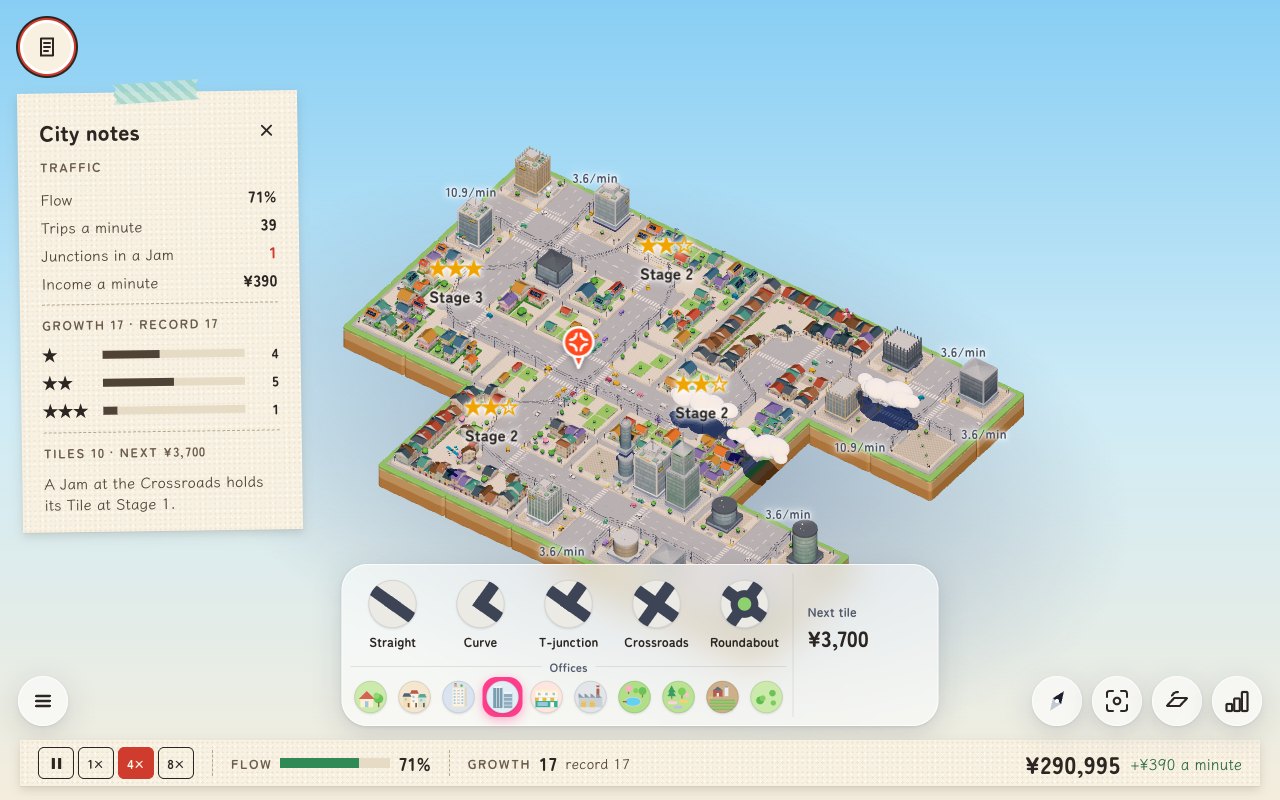 City notes
TRAFFIC
Flow 71%
Trips a minute 39
Junctions in a Jam 1
Income a minute ¥390
GROWTH 17 · RECORD 17
★ 4
★★ 5
★★★ 1
TILES 10 · NEXT ¥3,700
A Jam at the Crossroads holds
its Tile at Stage 1.
10.9/min
3.6/min
Stage 2
Stage 3
3.6/min
Stage 2
Stage 2
3.6/min
10.9/min
3.6/min
3.6/min
Straight
Curve
T-junction
Crossroads
Roundabout
Offices
Next tile
¥3,700
1×
4×
8×
FLOW 71%
GROWTH 17 record 17
¥290,995 +¥390 a minute